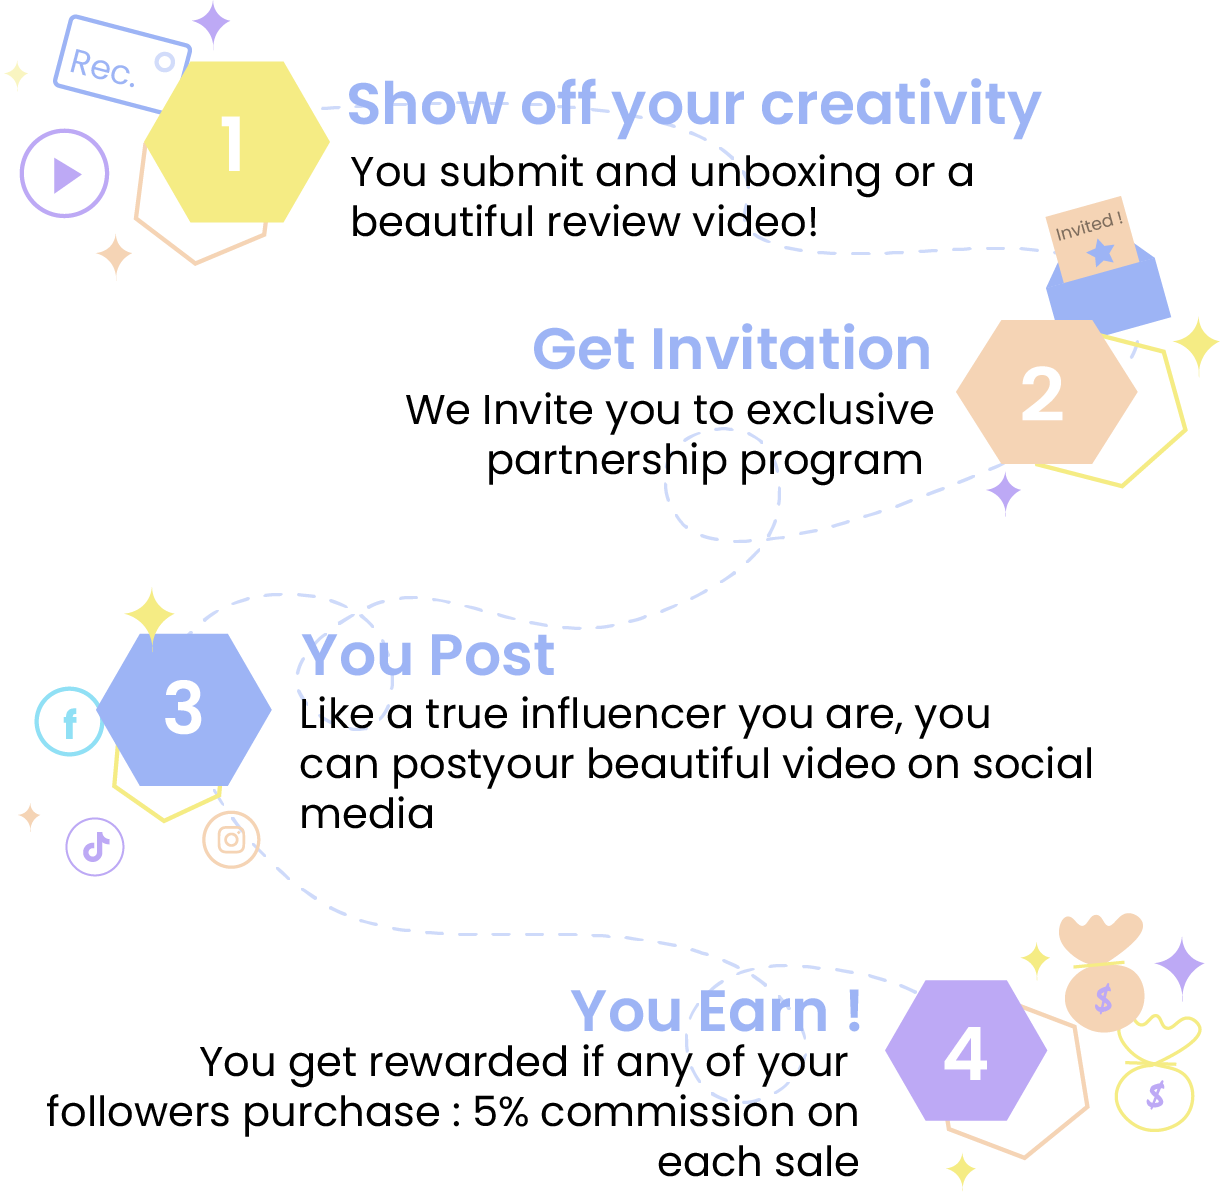 Rec.
1
Show off your creativity
You submit and unboxing or a
beautiful review video!
Invited !
Get Invitation
2
We Invite you to exclusive
partnership program
You Post
3
Like a true influencer you are, you
can postyour beautiful video on social
media
f
You Earn !
4
You get rewarded if any of your
followers purchase : 5% commission on
each sale
$
$